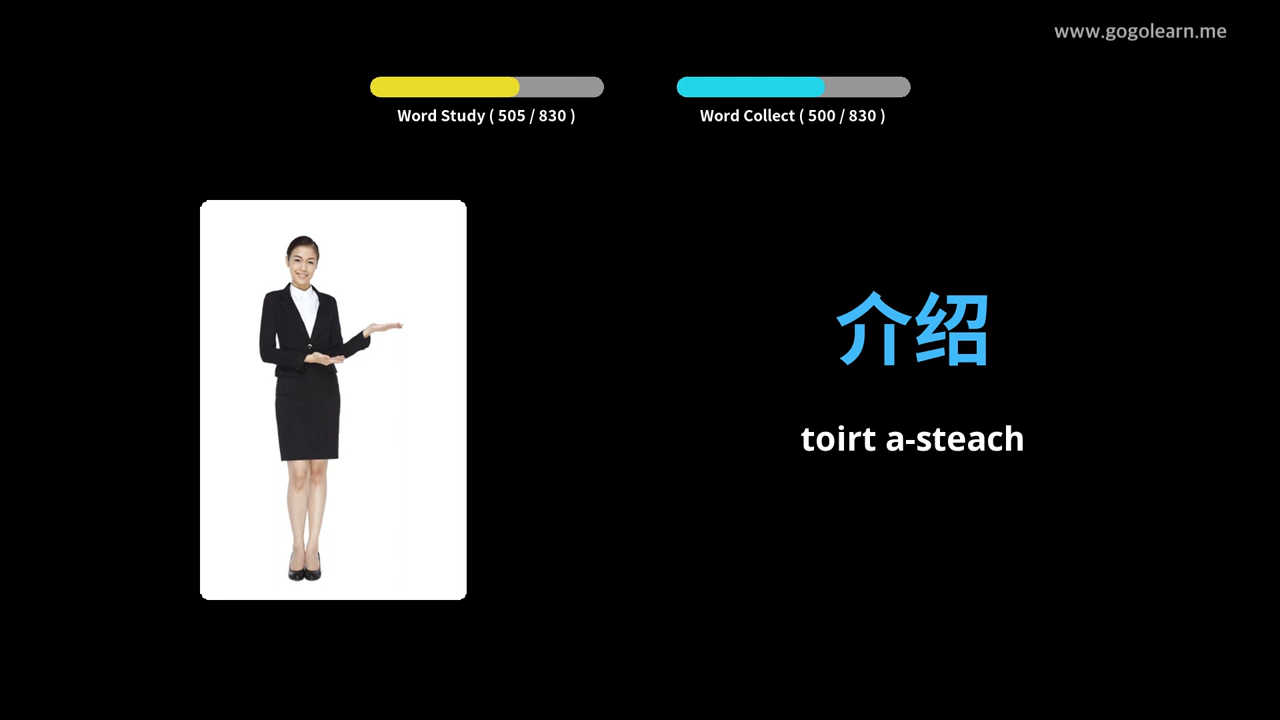 www.gogolearn.me
Word Study ( 505 / 830 )
Word Collect ( 500 / 830 )
介绍
toirt a-steach